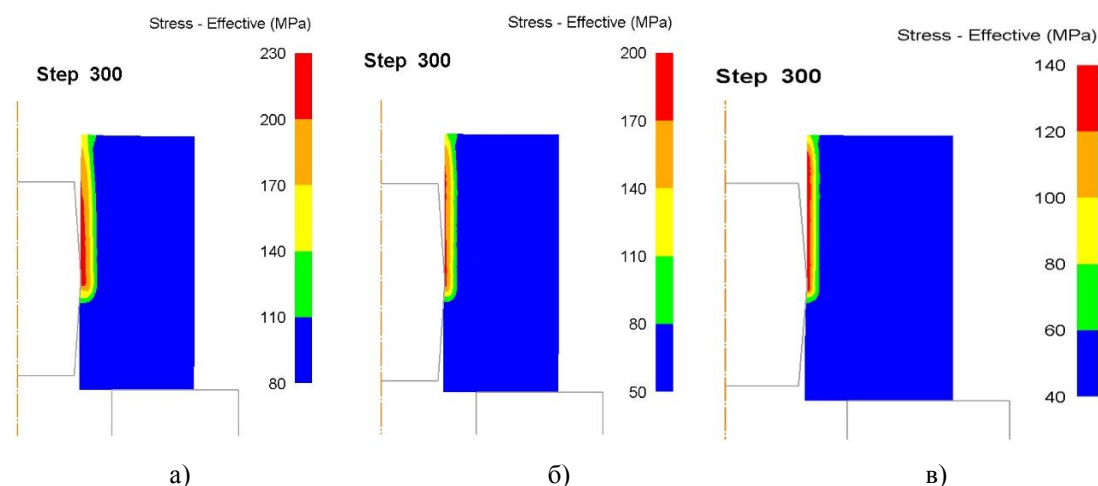 Stress - Effective (MPa)
Step 300
230
200
170
140
110
80
а)
Stress - Effective (MPa)
Step 300
200
170
140
110
80
50
б)
Stress - Effective (MPa)
Step 300
140
120
100
80
60
40
в)